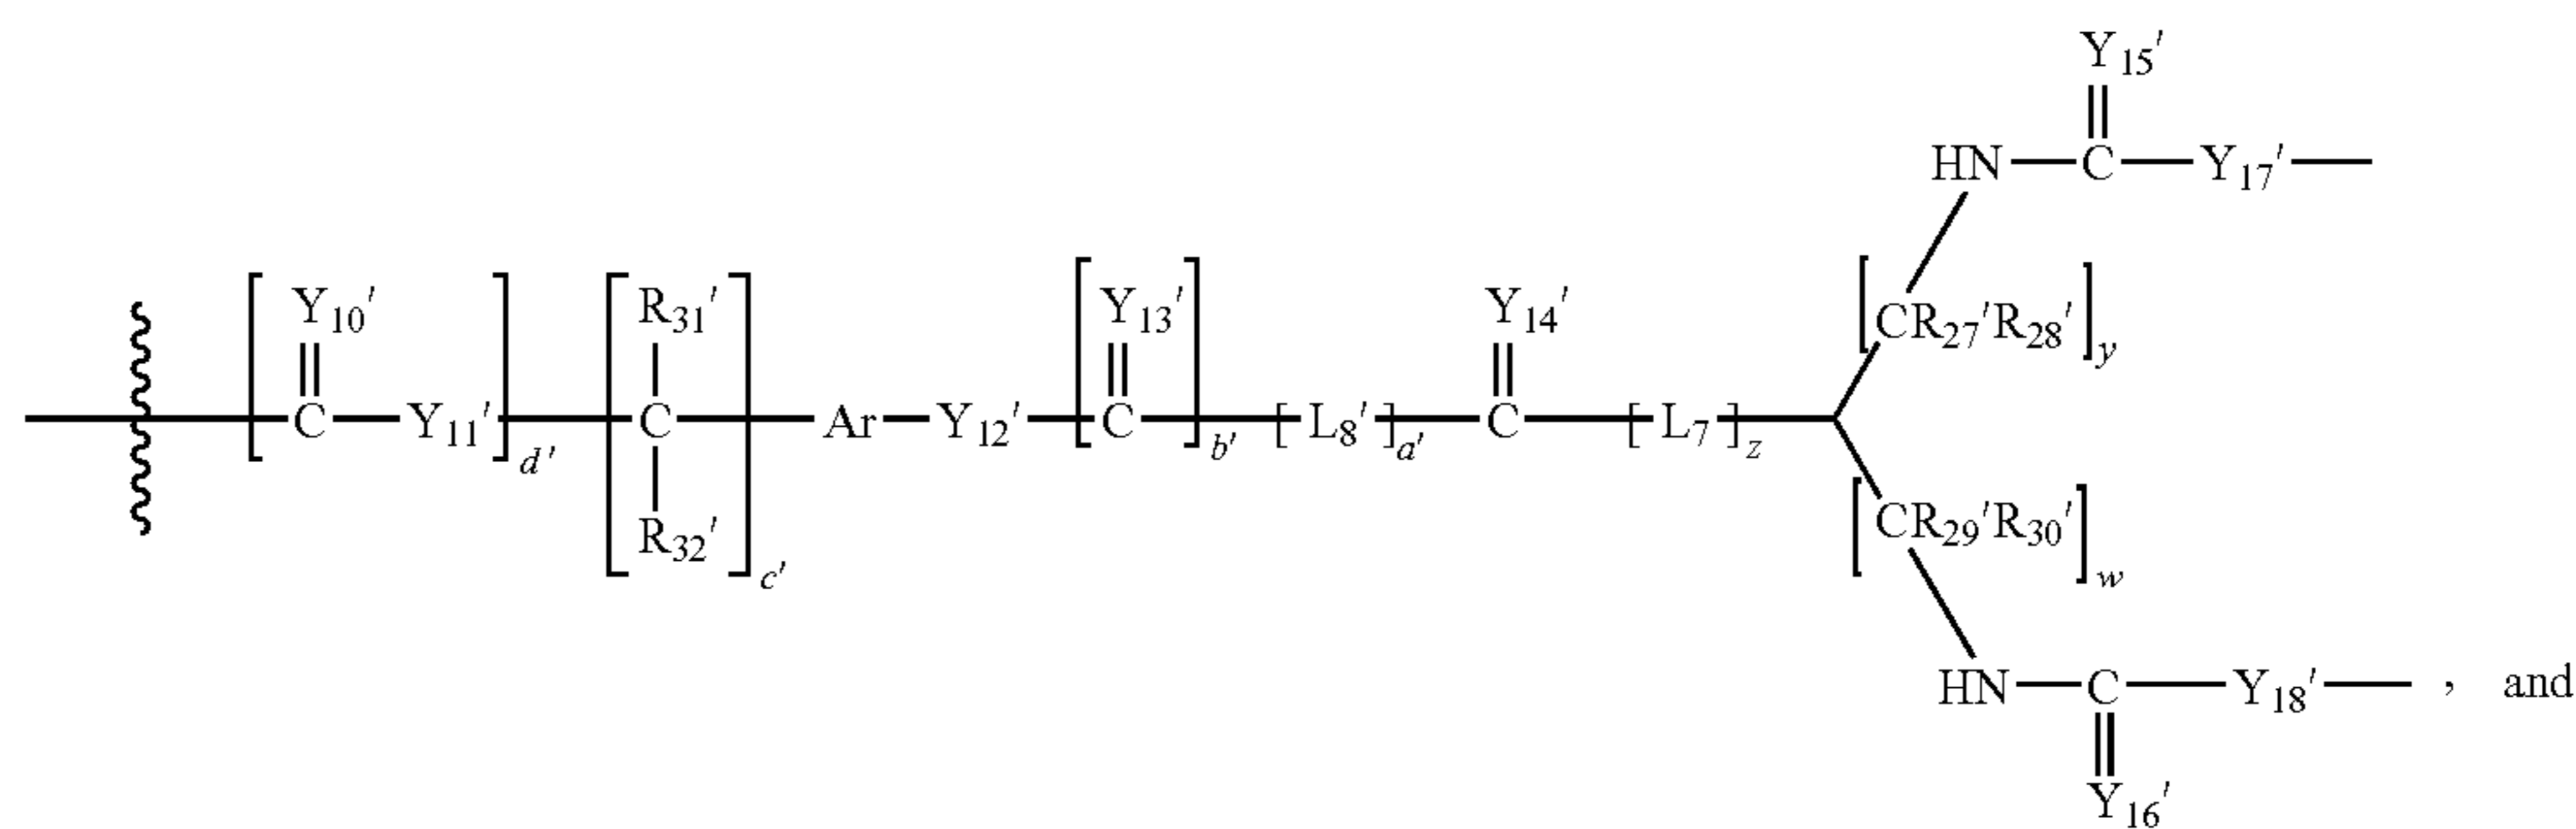 Y₁₅′
HN—C—Y₁₇′—
[CR₂₇′R₂₈′]y
Y₁₀′ R₃₁′ Y₁₃′ Y₁₄′
[C—Y₁₁′]d′ [C]c′ Ar—Y₁₂′ [C]b′ [L₈′]a′ C [L₇]z
R₃₂′
[CR₂₉′R₃₀′]w
HN—C—Y₁₈′— , and
Y₁₆′